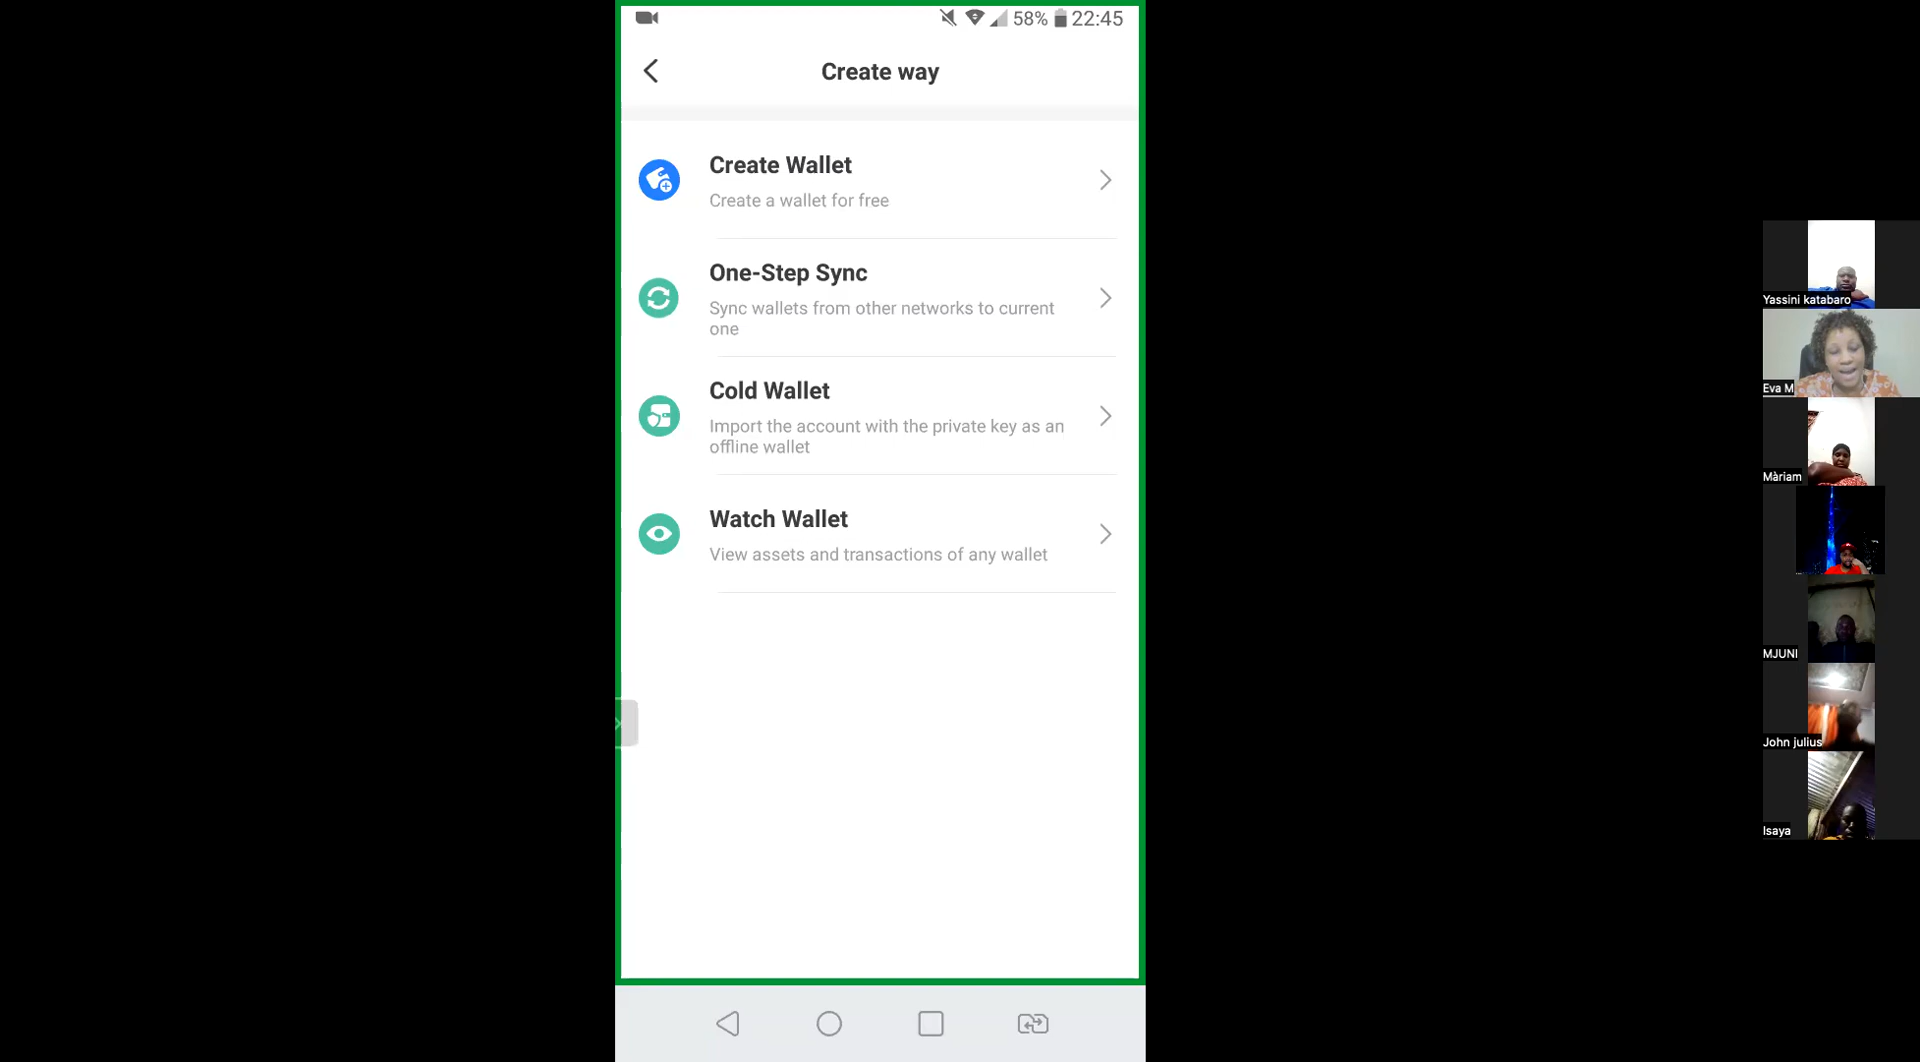 58% 22:45
Create way
Create Wallet
Create a wallet for free
One-Step Sync
Sync wallets from other networks to current
one
Cold Wallet
Import the account with the private key as an
offline wallet
Watch Wallet
View assets and transactions of any wallet
Yassini katabaro
Eva M
Màriam
MJUNI
John julius
Isaya